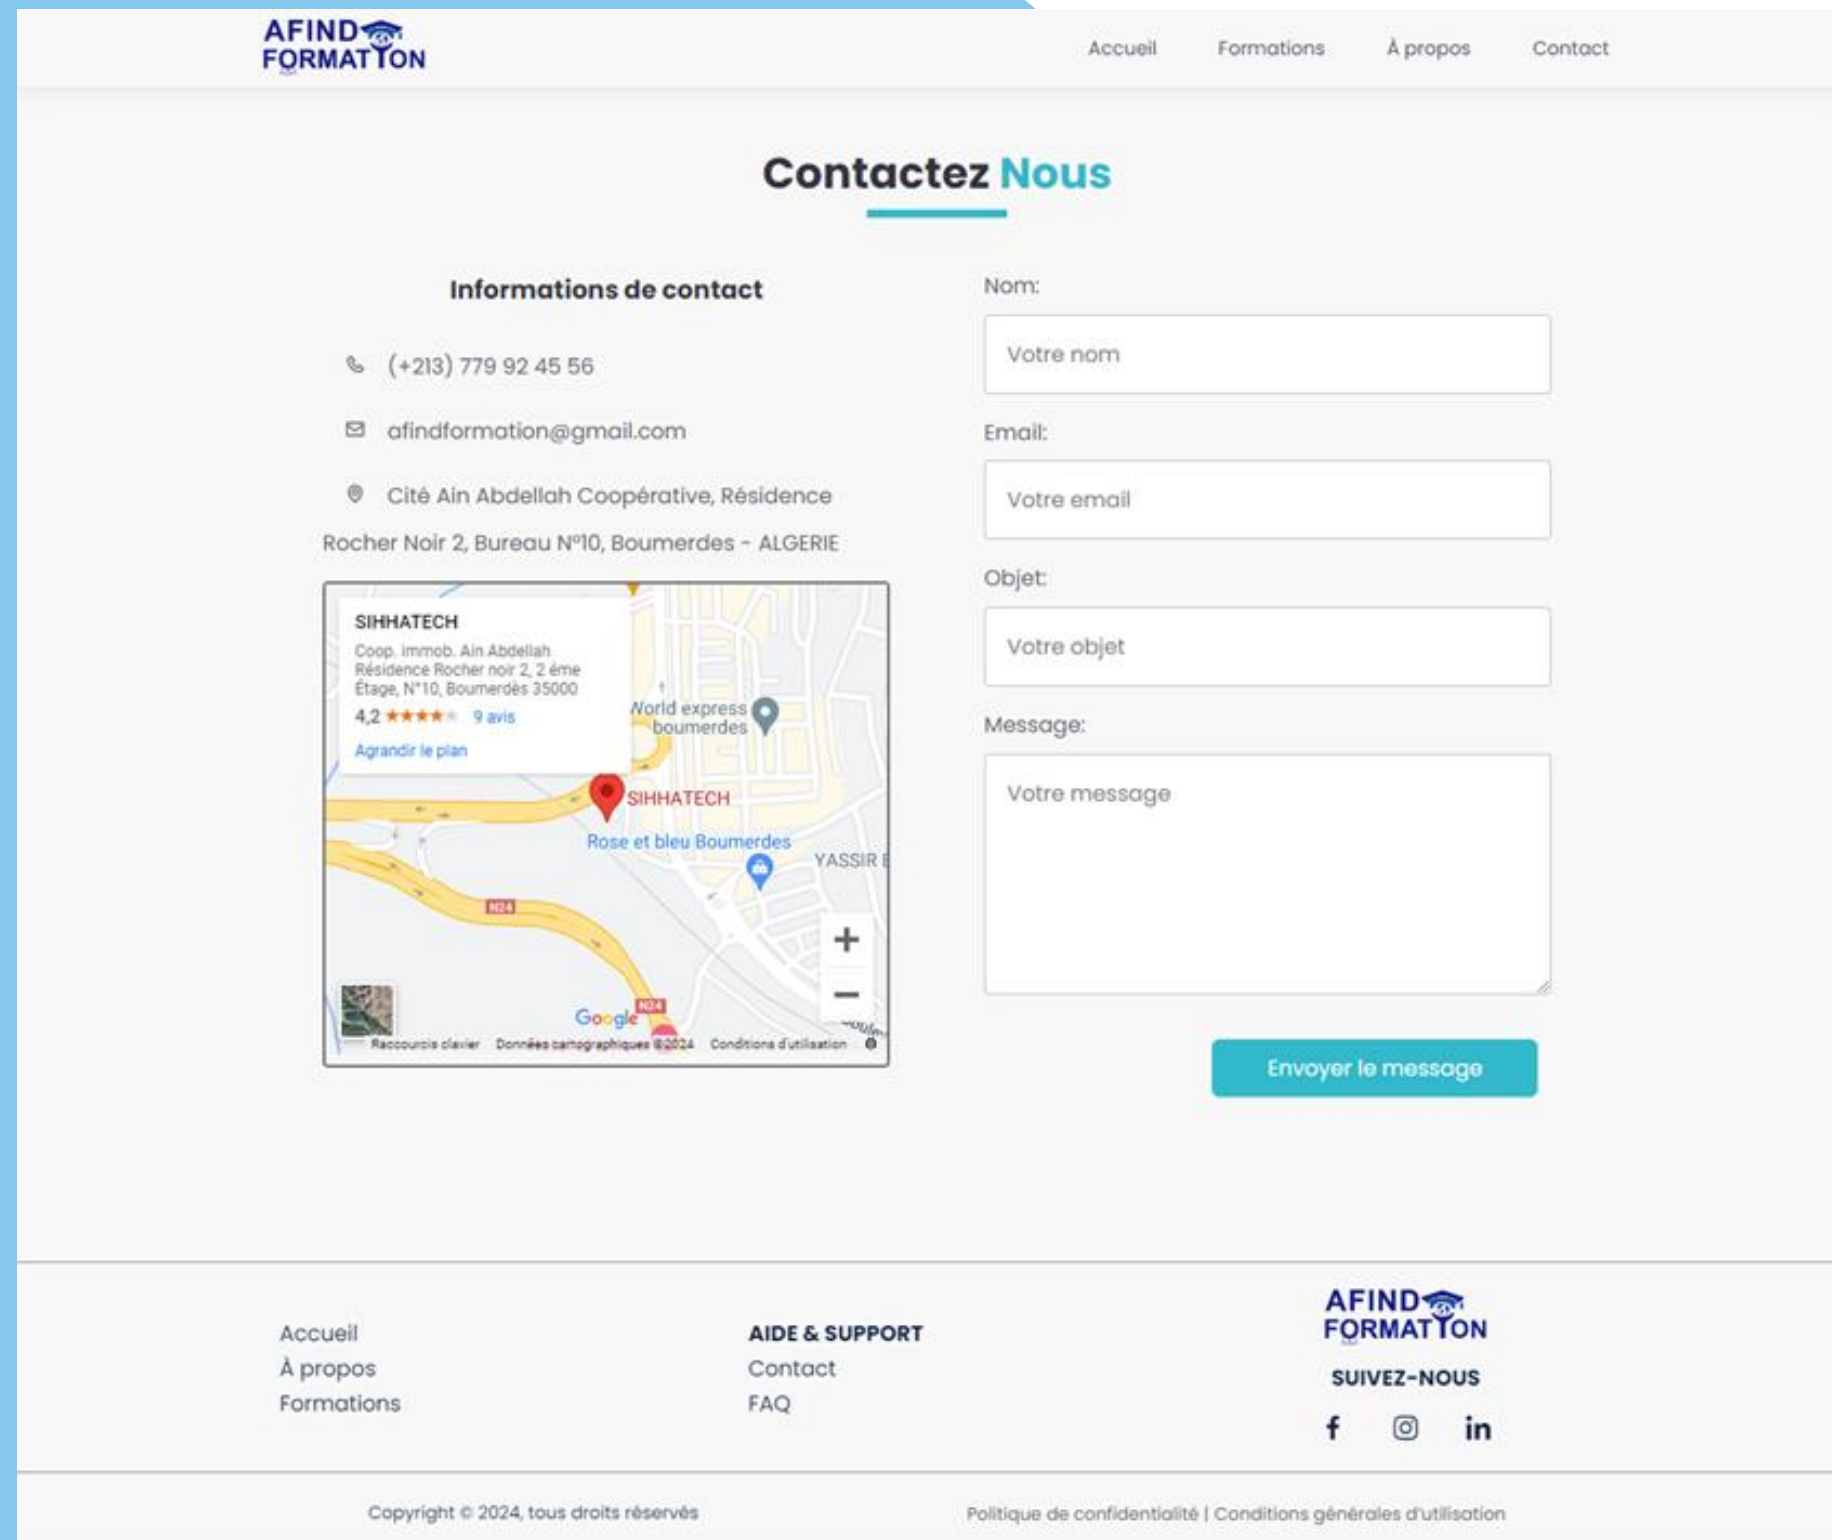 AFIND
FORMATION
Accueil Formations À propos Contact
Contactez Nous
Informations de contact
(+213) 779 92 45 56
afindformation@gmail.com
Cité Ain Abdellah Coopérative, Résidence
Rocher Noir 2, Bureau N°10, Boumerdes - ALGERIE
SIHHATECH
Coop. immob. Ain Abdellah
Résidence Rocher noir 2, 2 éme
Étage, N°10, Boumerdès 35000
4,2 ★★★★★ 9 avis
Agrandir le plan
World express
boumerdes
SIHHATECH
Rose et bleu Boumerdes
YASSIR
N24
N24
Google
Raccourcis clavier Données cartographiques ©2024 Conditions d'utilisation
Nom:
Votre nom
Email:
Votre email
Objet:
Votre objet
Message:
Votre message
Envoyer le message
Accueil
À propos
Formations
AIDE & SUPPORT
Contact
FAQ
AFIND
FORMATION
SUIVEZ-NOUS
f in
Copyright © 2024, tous droits réservés
Politique de confidentialité | Conditions générales d'utilisation